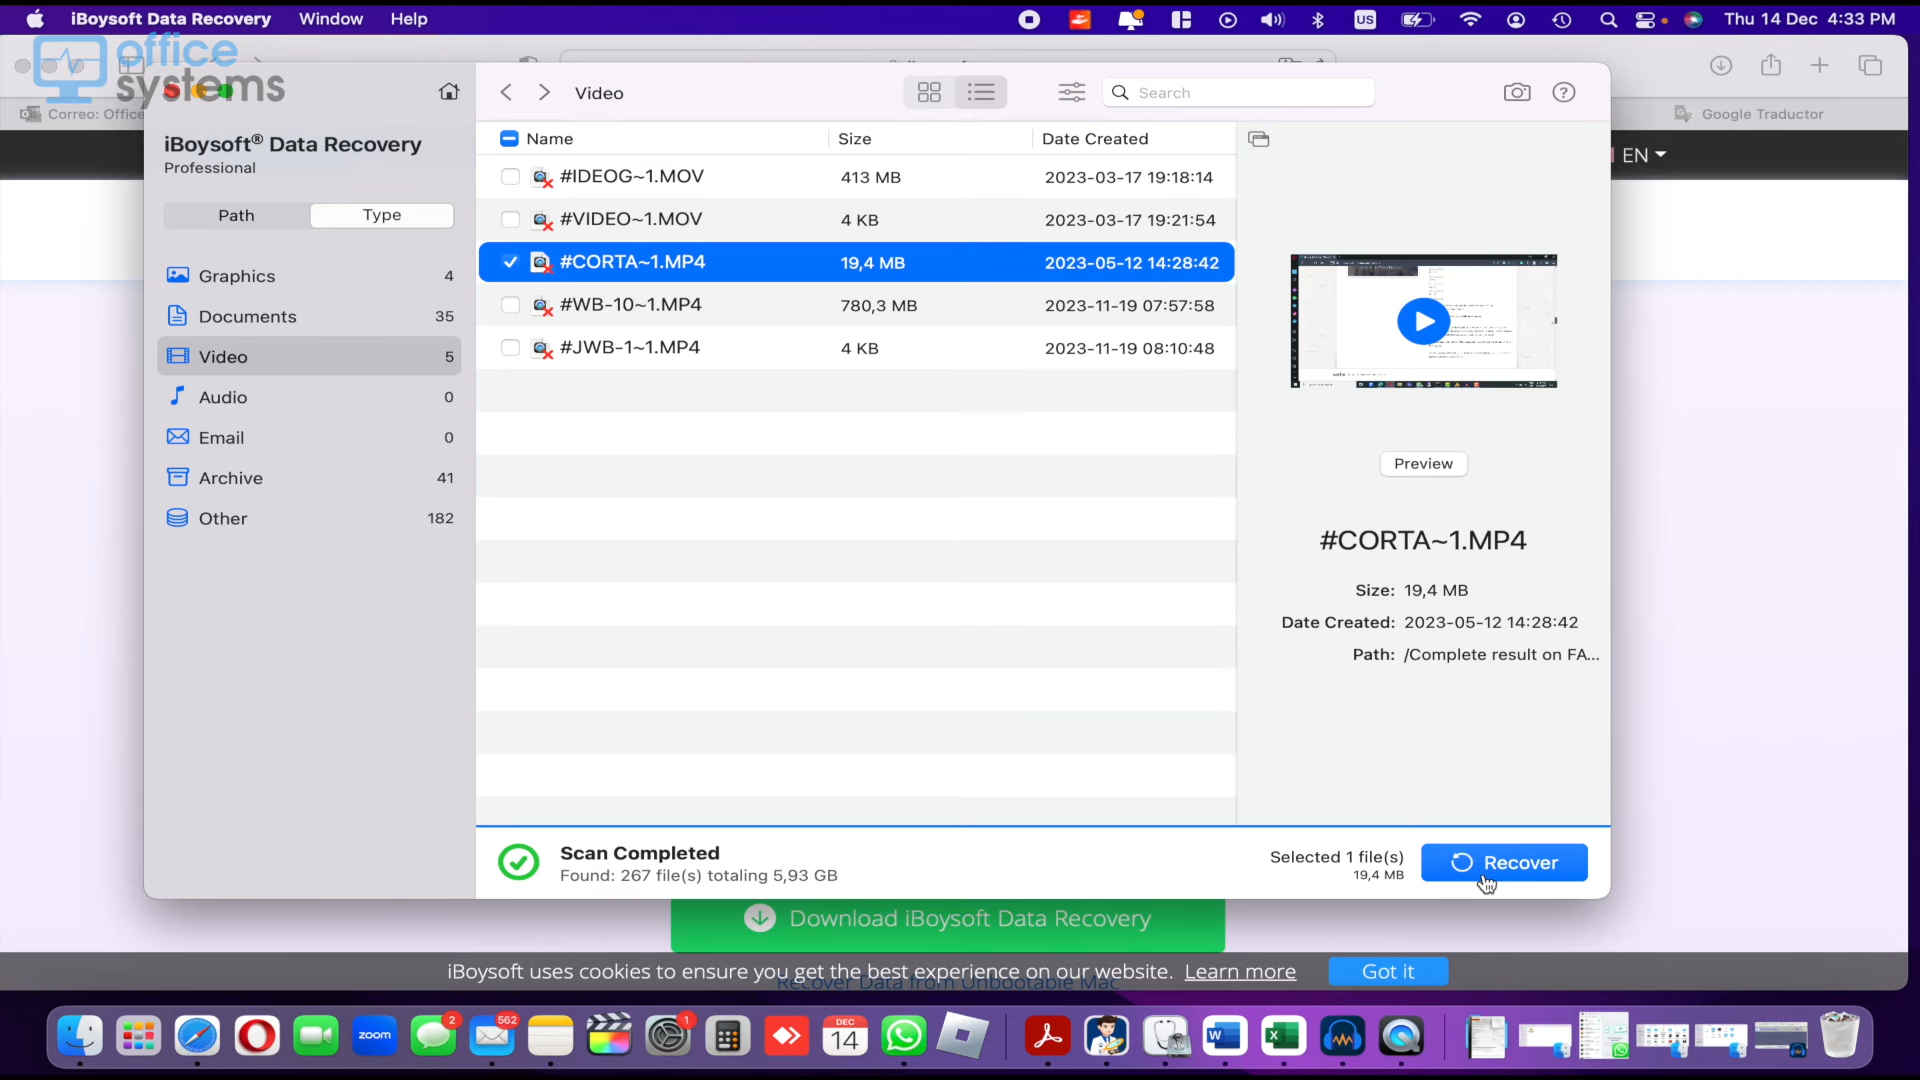 iBoysoft Data Recovery Window Help
US
Thu 14 Dec 4:33 PM
office
systems
Correo: Office
Google Traductor
EN
Video
Search
iBoysoft® Data Recovery
Professional
Path Type
Graphics 4
Documents 35
Video 5
Audio 0
Email 0
Archive 41
Other 182
Name Size Date Created
#IDEOG~1.MOV 413 MB 2023-03-17 19:18:14
#VIDEO~1.MOV 4 KB 2023-03-17 19:21:54
#CORTA~1.MP4 19,4 MB 2023-05-12 14:28:42
#WB-10~1.MP4 780,3 MB 2023-11-19 07:57:58
#JWB-1~1.MP4 4 KB 2023-11-19 08:10:48
Preview
#CORTA~1.MP4
Size: 19,4 MB
Date Created: 2023-05-12 14:28:42
Path: /Complete result on FA...
Scan Completed
Found: 267 file(s) totaling 5,93 GB
Selected 1 file(s)
19,4 MB
Recover
Download iBoysoft Data Recovery
iBoysoft uses cookies to ensure you get the best experience on our website. Learn more Got it
Recover Data from Unbootable Mac
zoom
2
562
1
DEC
14
W
X